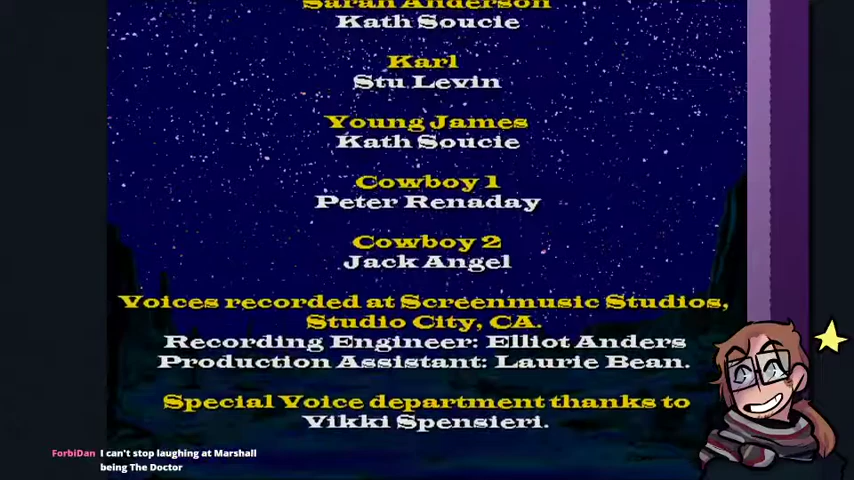 Sarah Anderson
Kath Soucie
Karl
Stu Levin
Young James
Kath Soucie
Cowboy 1
Peter Renaday
Cowboy 2
Jack Angel
Voices recorded at Screenmusic Studios,
Studio City, CA.
Recording Engineer: Elliot Anders
Production Assistant: Laurie Bean.
Special Voice department thanks to
Vikki Spensieri.
ForbiDan I can't stop laughing at Marshall
being The Doctor